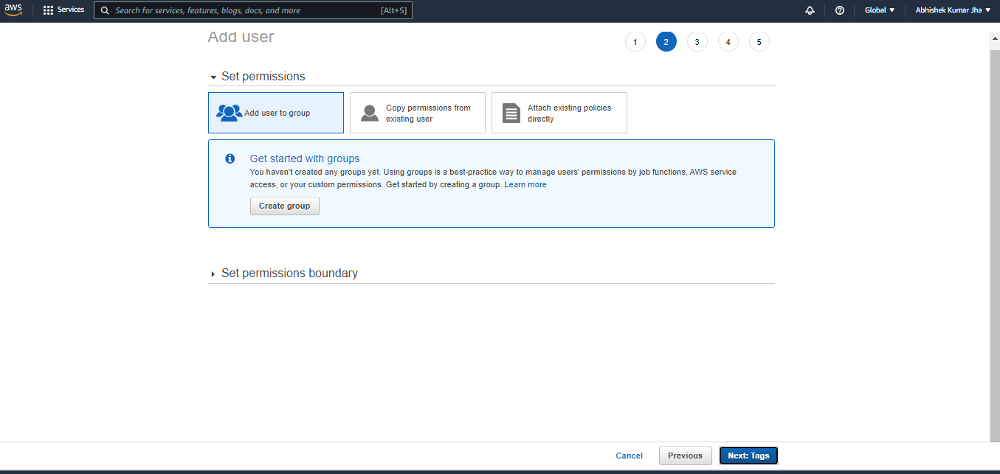 aws
Services
Search for services, features, blogs, docs, and more
[Alt+S]
Global
Abhishek Kumar Jha
Add user
1
2
3
4
5
Set permissions
Add user to group
Copy permissions from
existing user
Attach existing policies
directly
Get started with groups
You haven't created any groups yet. Using groups is a best-practice way to manage users' permissions by job functions, AWS service
access, or your custom permissions. Get started by creating a group. Learn more
Create group
Set permissions boundary
Cancel
Previous
Next: Tags